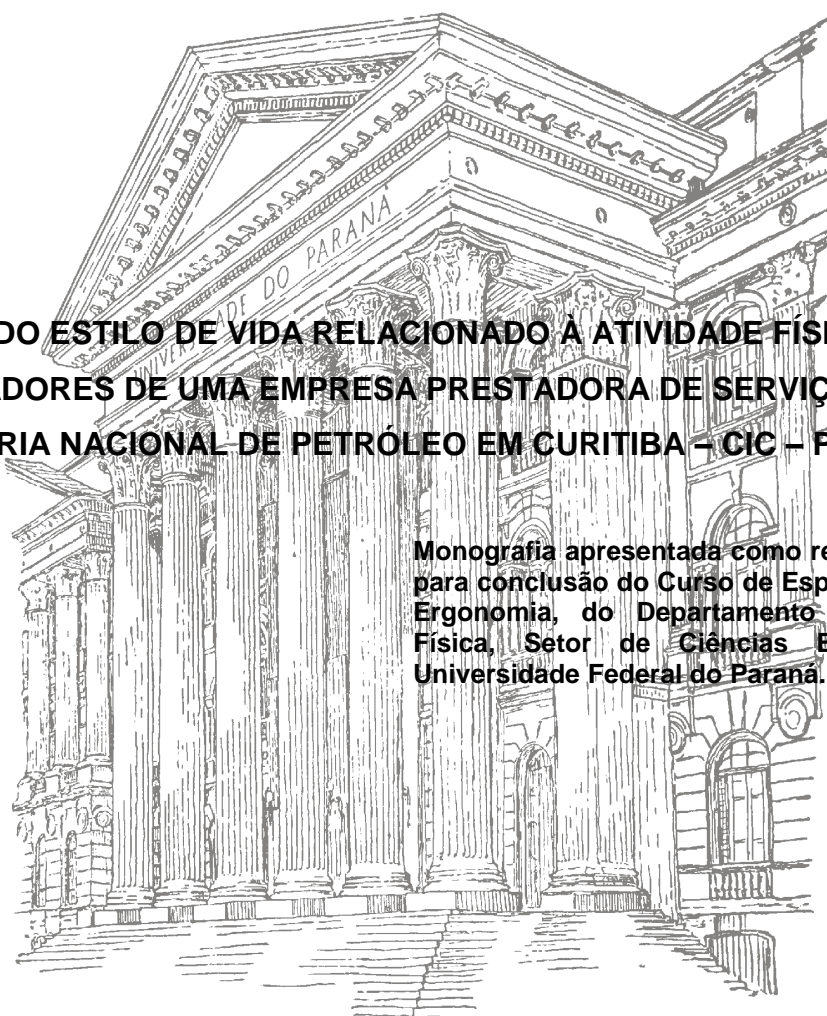 UNIVERSIDADE DO PARANÁ
DO ESTILO DE VIDA RELACIONADO À ATIVIDADE FÍSI
ADORES DE UMA EMPRESA PRESTADORA DE SERVIÇ
RIA NACIONAL DE PETRÓLEO EM CURITIBA – CIC –
Monografia apresentada como re
para conclusão do Curso de Esp
Ergonomia, do Departamento
Física, Setor de Ciências
Universidade Federal do Paraná.